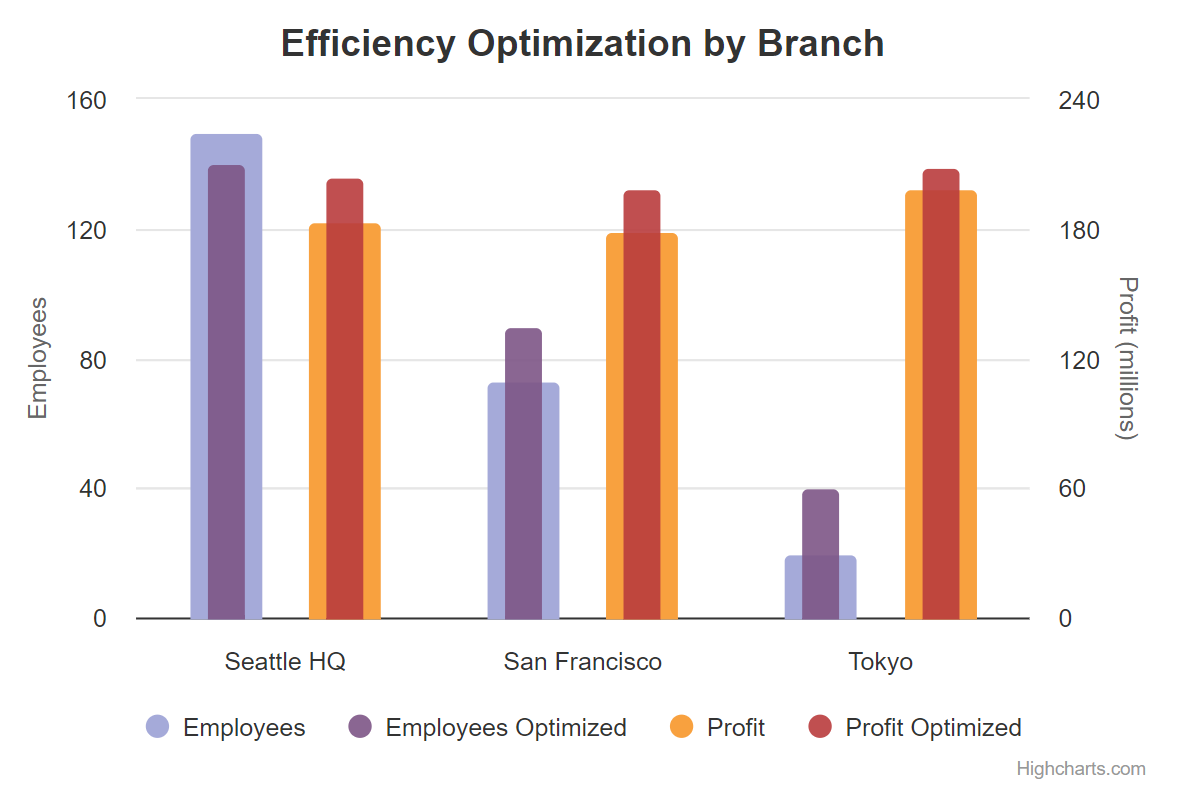 Efficiency Optimization by Branch
160
240
120
180
Employees
Profit (millions)
80
120
40
60
0
0
Seattle HQ
San Francisco
Tokyo
Employees
Employees Optimized
Profit
Profit Optimized
Highcharts.com